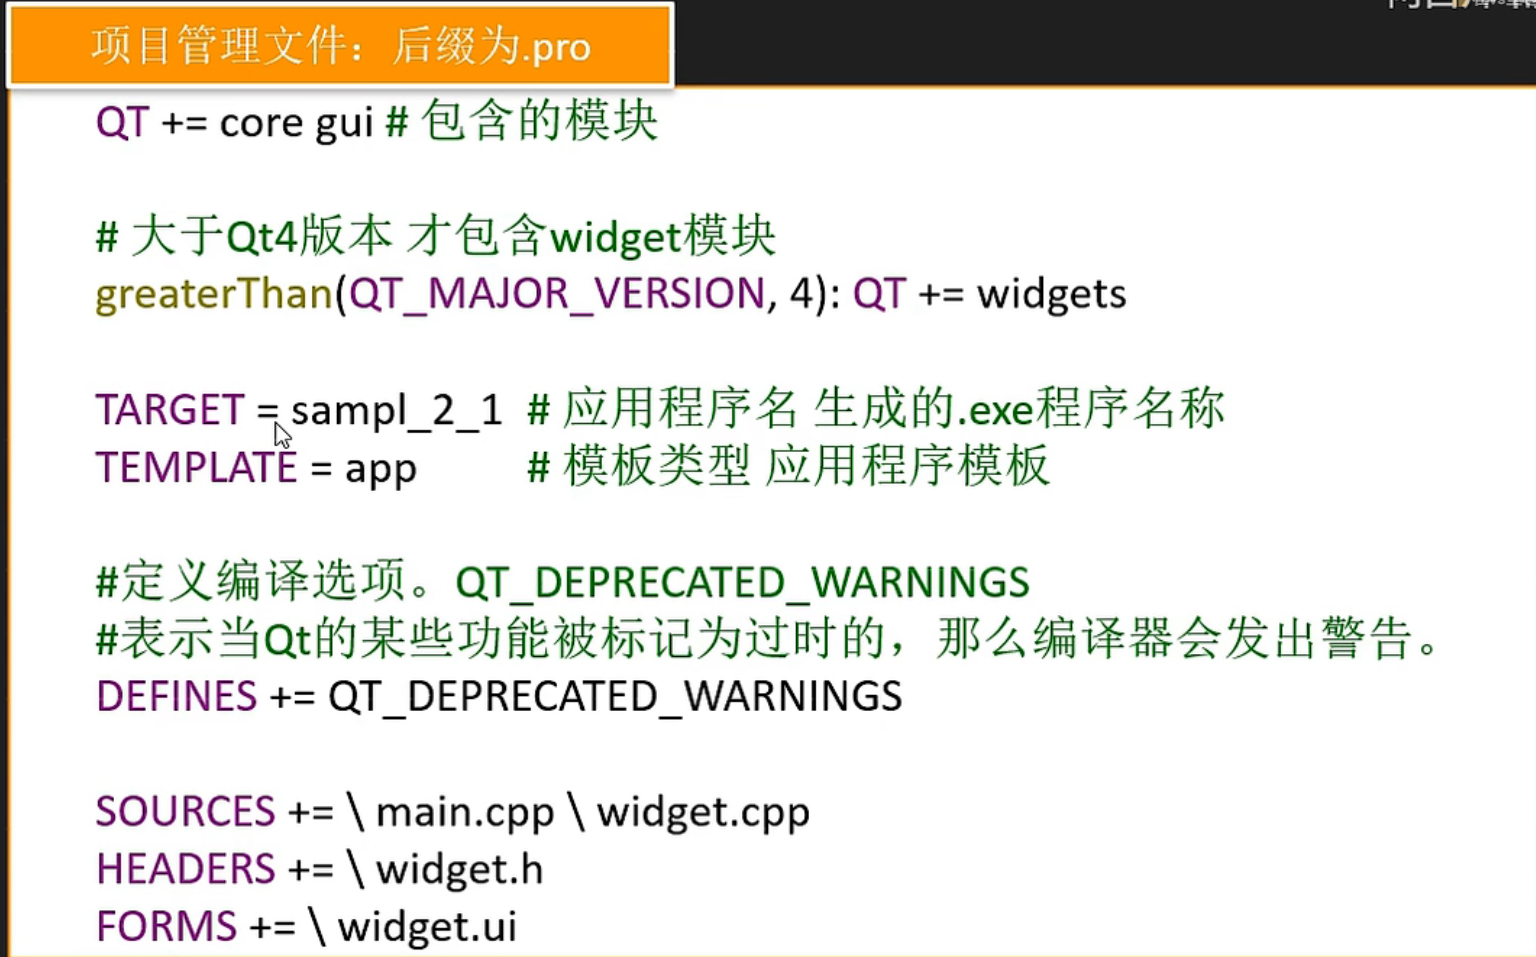 项目管理文件：后缀为.pro
QT += core gui # 包含的模块
# 大于Qt4版本 才包含widget模块
greaterThan(QT_MAJOR_VERSION, 4): QT += widgets
TARGET = sampl_2_1 # 应用程序名 生成的.exe程序名称
TEMPLATE = app # 模板类型 应用程序模板
#定义编译选项。QT_DEPRECATED_WARNINGS
#表示当Qt的某些功能被标记为过时的，那么编译器会发出警告。
DEFINES += QT_DEPRECATED_WARNINGS
SOURCES += \ main.cpp \ widget.cpp
HEADERS += \ widget.h
FORMS += \ widget.ui